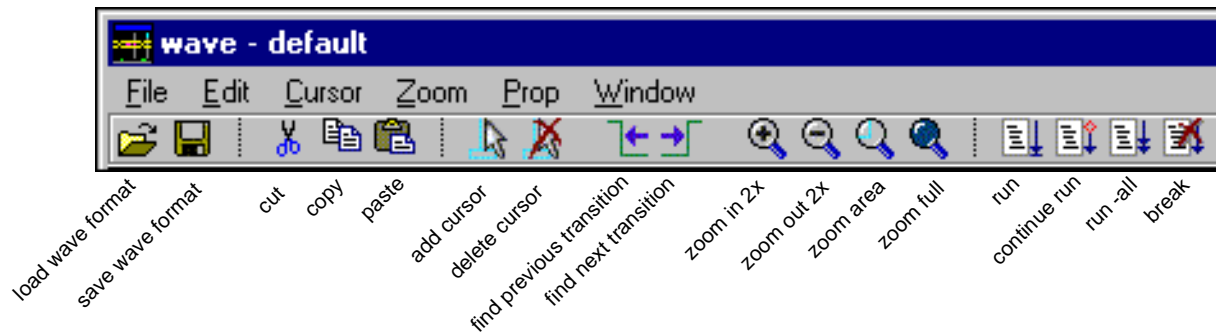 wave - default
File Edit Cursor Zoom Prop Window
load wave format
save wave format
cut
copy
paste
add cursor
delete cursor
find previous transition
find next transition
zoom in 2x
zoom out 2x
zoom area
zoom full
run
continue run
run -all
break